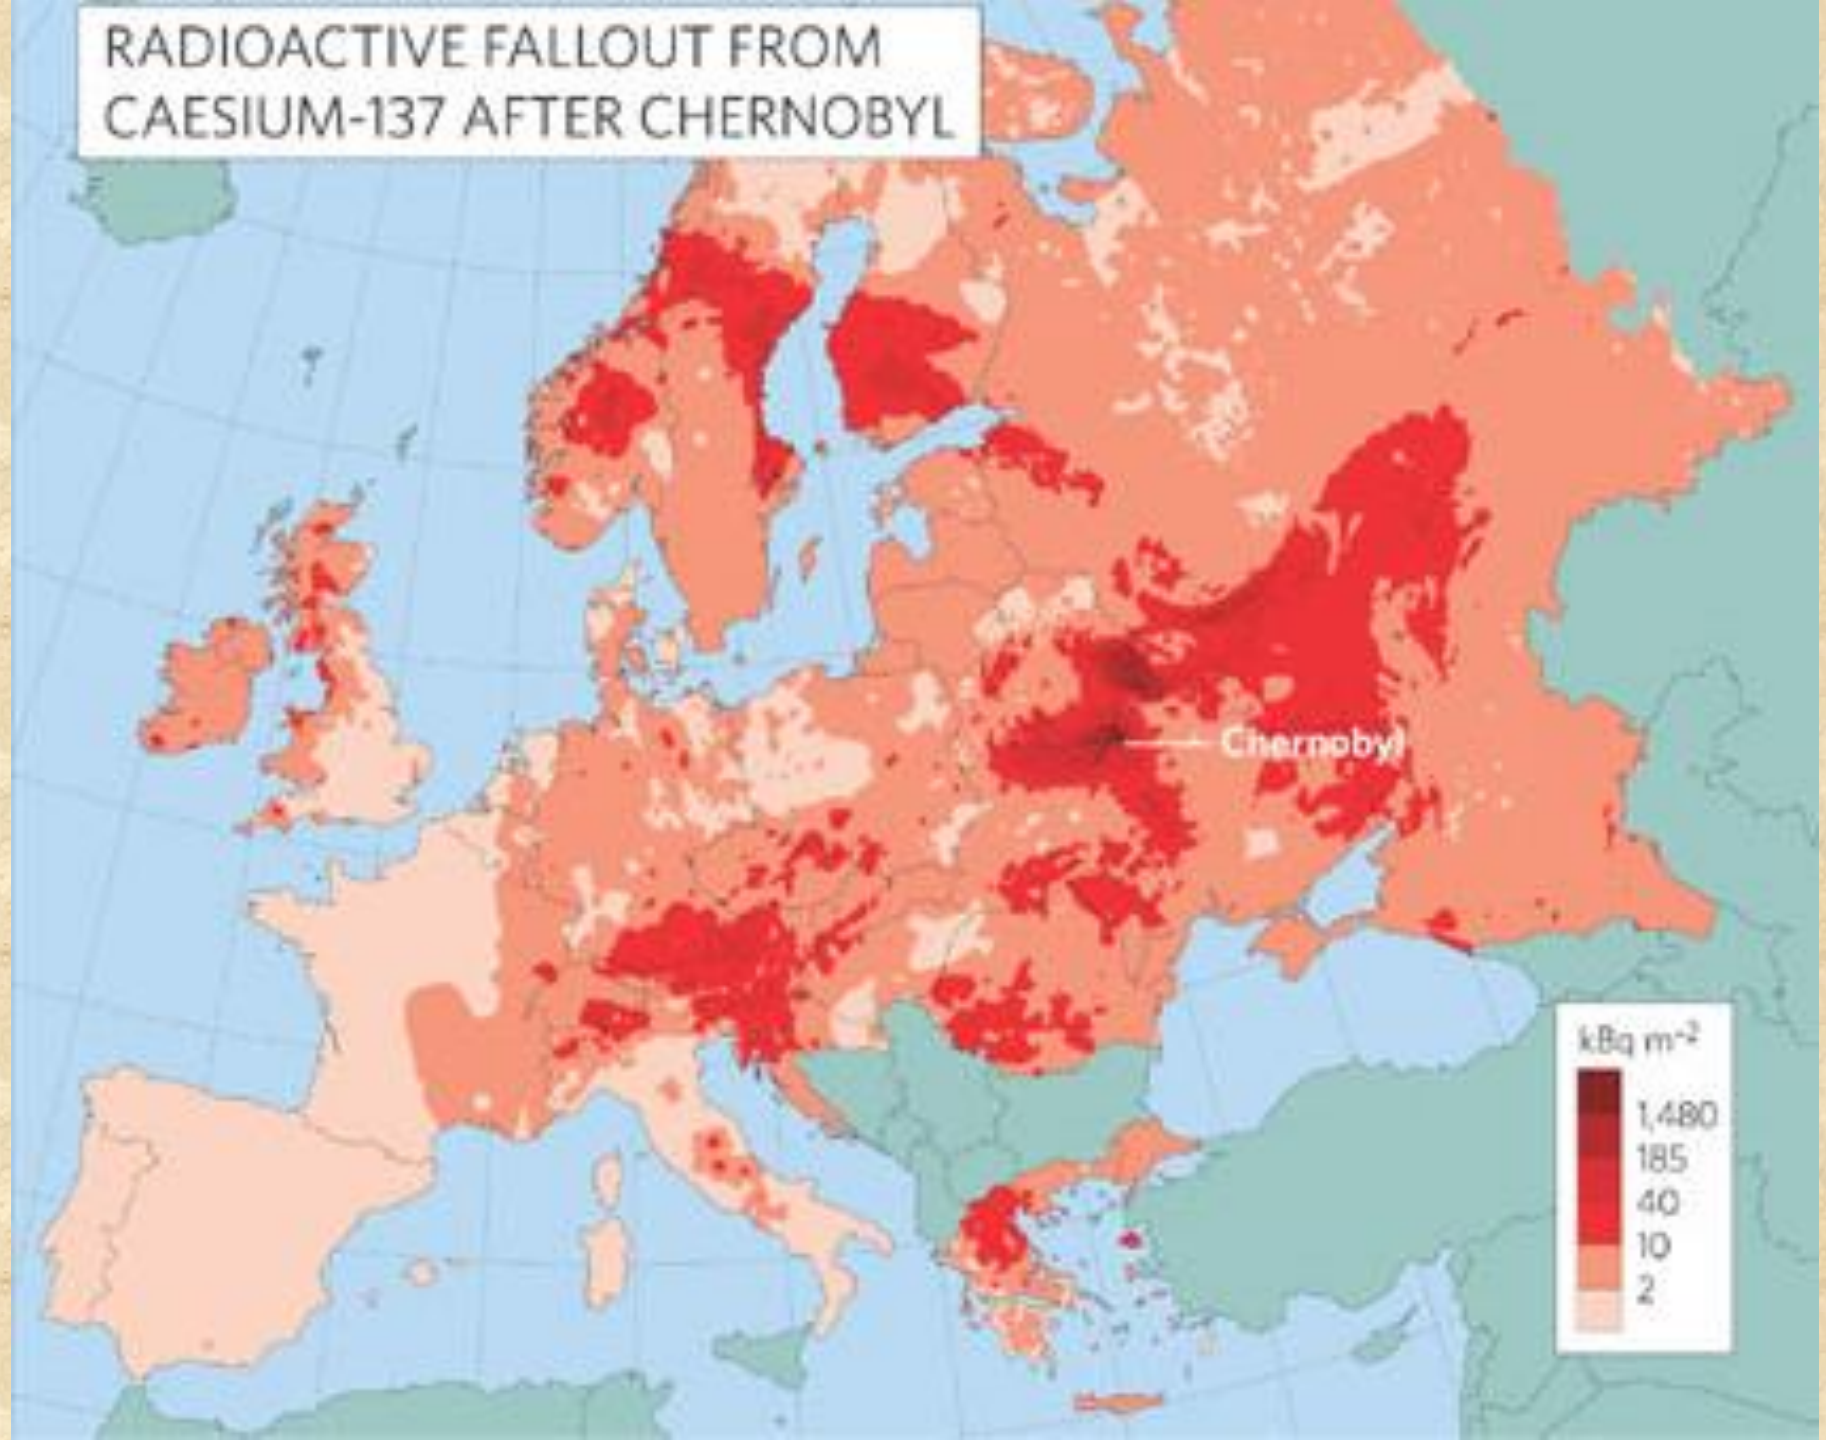 RADIOACTIVE FALLOUT FROM
CAESIUM-137 AFTER CHERNOBYL
Chernobyl
kBq m⁻²
1,480
185
40
10
2